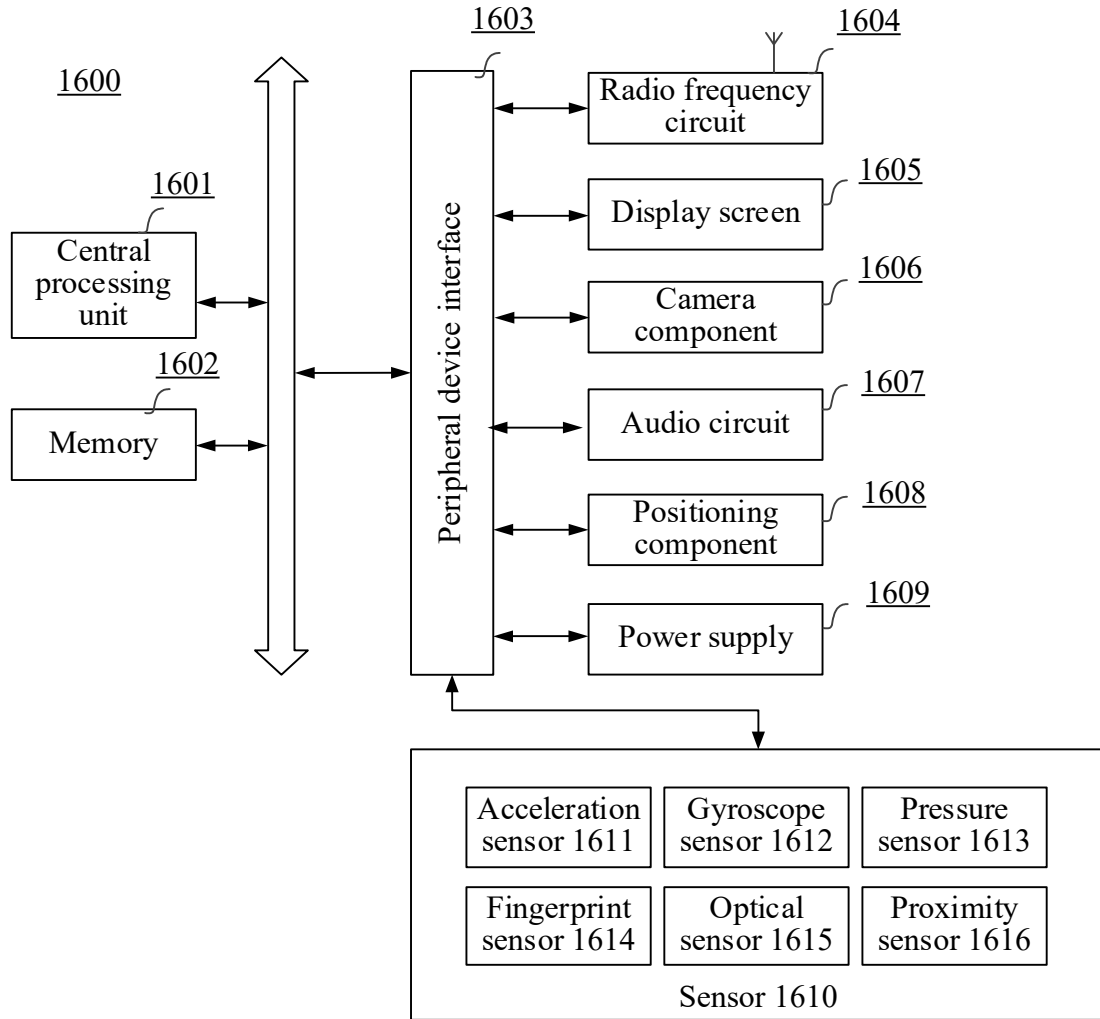 1600
1601
Central
processing
unit
1602
Memory
1603
Peripheral device interface
1604
Radio frequency
circuit
1605
Display screen
1606
Camera
component
1607
Audio circuit
1608
Positioning
component
1609
Power supply
Acceleration
sensor 1611
Gyroscope
sensor 1612
Pressure
sensor 1613
Fingerprint
sensor 1614
Optical
sensor 1615
Proximity
sensor 1616
Sensor 1610